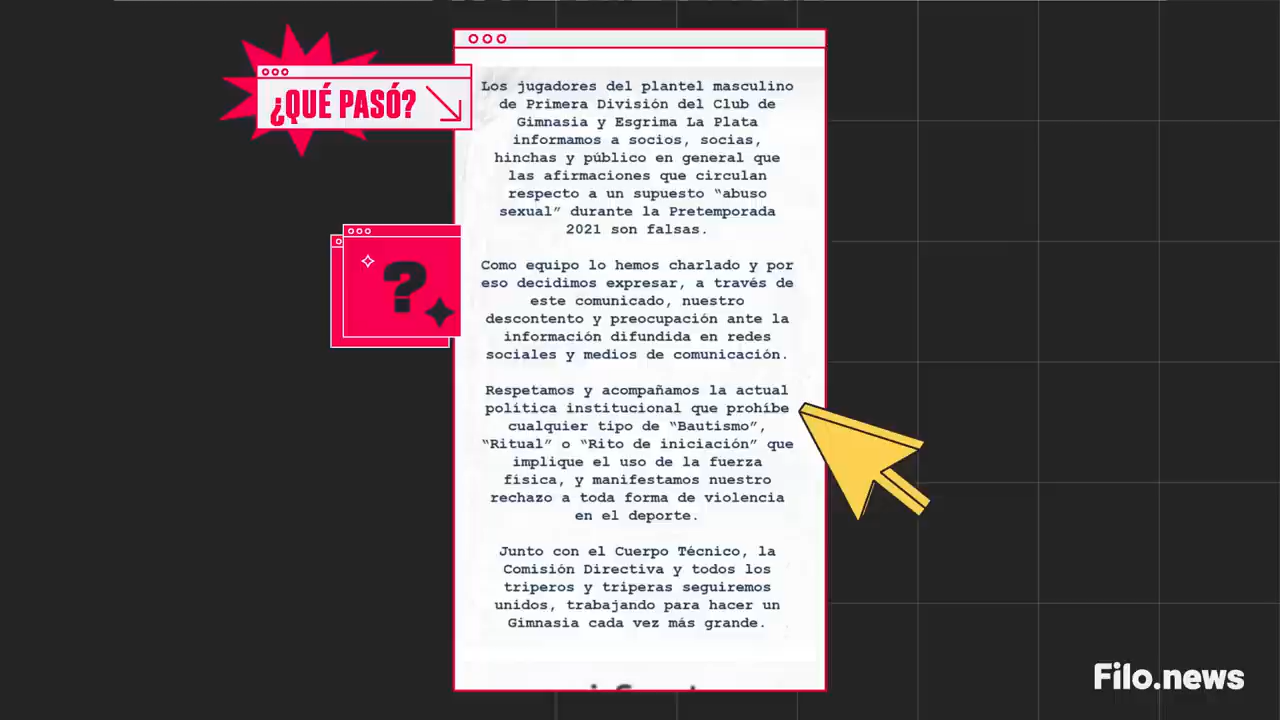 ¿QUÉ PASÓ?
Los jugadores del plantel masculino
de Primera División del Club de
Gimnasia y Esgrima La Plata
informamos a socios, socias,
hinchas y público en general que
las afirmaciones que circulan
respecto a un supuesto “abuso
sexual” durante la Pretemporada
2021 son falsas.
Como equipo lo hemos charlado y por
eso decidimos expresar, a través de
este comunicado, nuestro
descontento y preocupación ante la
información difundida en redes
sociales y medios de comunicación.
Respetamos y acompañamos la actual
política institucional que prohíbe
cualquier tipo de “Bautismo”,
“Ritual” o “Rito de iniciación” que
implique el uso de la fuerza
física, y manifestamos nuestro
rechazo a toda forma de violencia
en el deporte.
Junto con el Cuerpo Técnico, la
Comisión Directiva y todos los
triperos y triperas seguiremos
unidos, trabajando para hacer un
Gimnasia cada vez más grande.
?
Filo.news